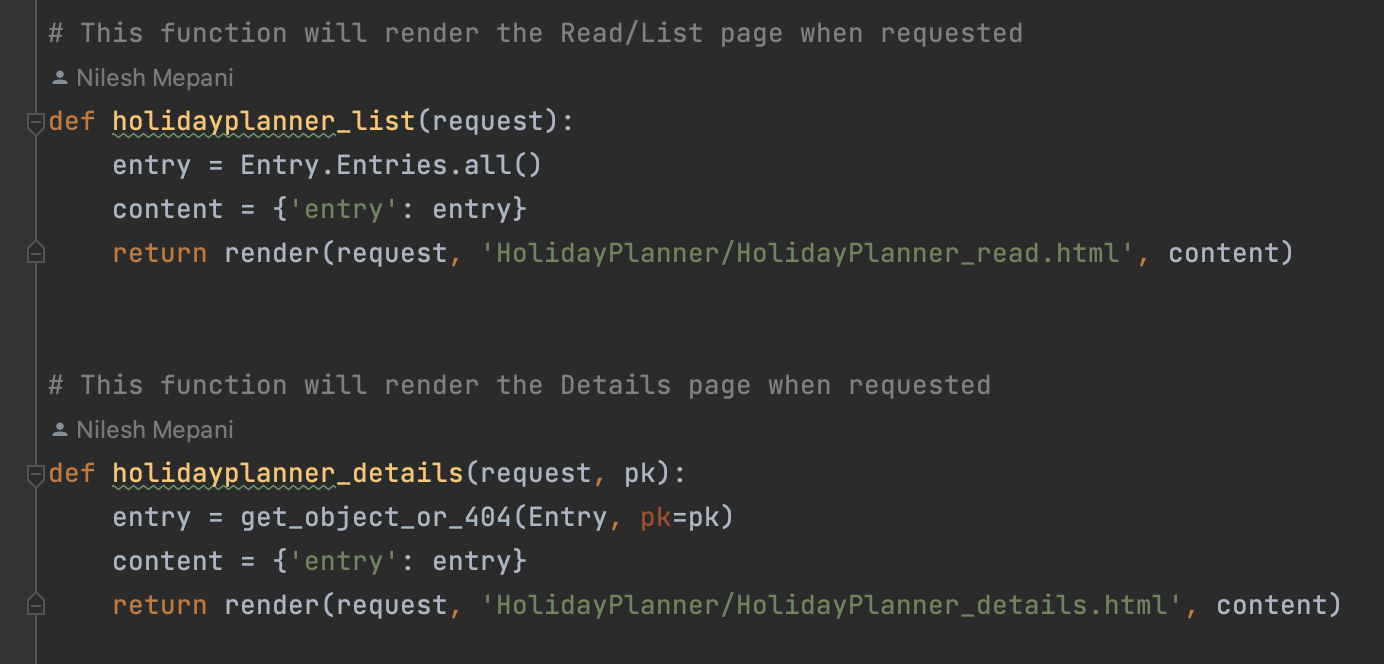 # This function will render the Read/List page when requested
Nilesh Mepani
def holidayplanner_list(request):
    entry = Entry.Entries.all()
    content = {'entry': entry}
    return render(request, 'HolidayPlanner/HolidayPlanner_read.html', content)
# This function will render the Details page when requested
Nilesh Mepani
def holidayplanner_details(request, pk):
    entry = get_object_or_404(Entry, pk=pk)
    content = {'entry': entry}
    return render(request, 'HolidayPlanner/HolidayPlanner_details.html', content)